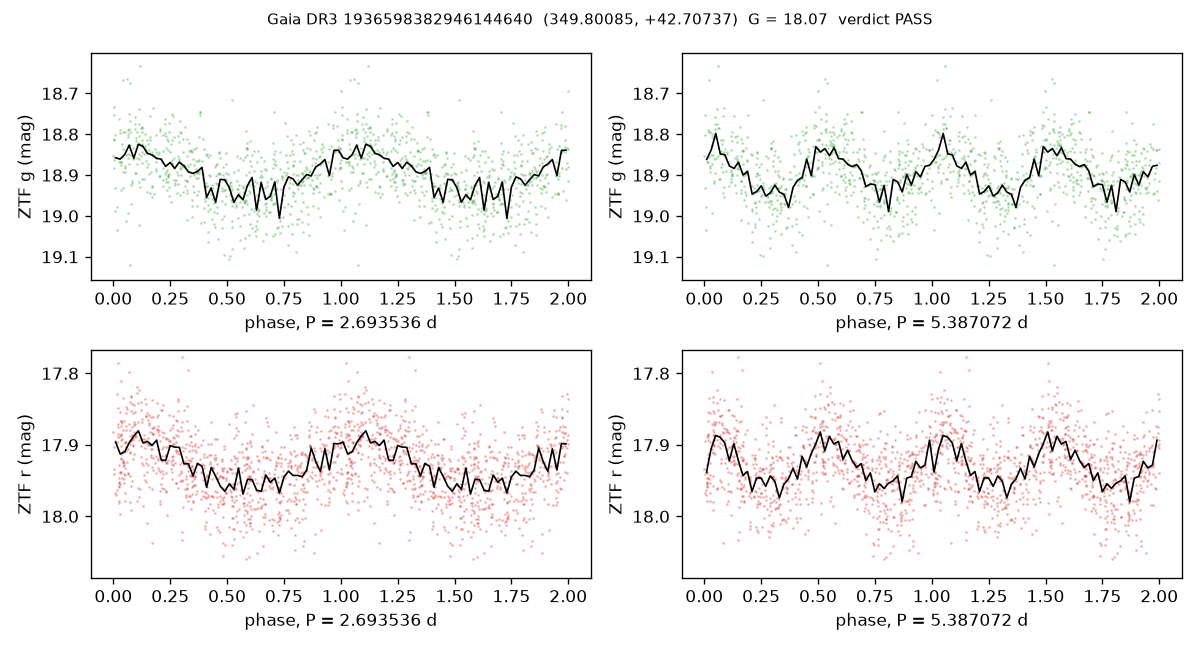 Gaia DR3 1936598382946144640 (349.80085, +42.70737) G = 18.07 verdict PASS
ZTF g (mag)
18.7
18.8
18.9
19.0
19.1
0.00 0.25 0.50 0.75 1.00 1.25 1.50 1.75 2.00
phase, P = 2.693536 d
ZTF g (mag)
18.7
18.8
18.9
19.0
19.1
0.00 0.25 0.50 0.75 1.00 1.25 1.50 1.75 2.00
phase, P = 5.387072 d
ZTF r (mag)
17.8
17.9
18.0
0.00 0.25 0.50 0.75 1.00 1.25 1.50 1.75 2.00
phase, P = 2.693536 d
ZTF r (mag)
17.8
17.9
18.0
0.00 0.25 0.50 0.75 1.00 1.25 1.50 1.75 2.00
phase, P = 5.387072 d